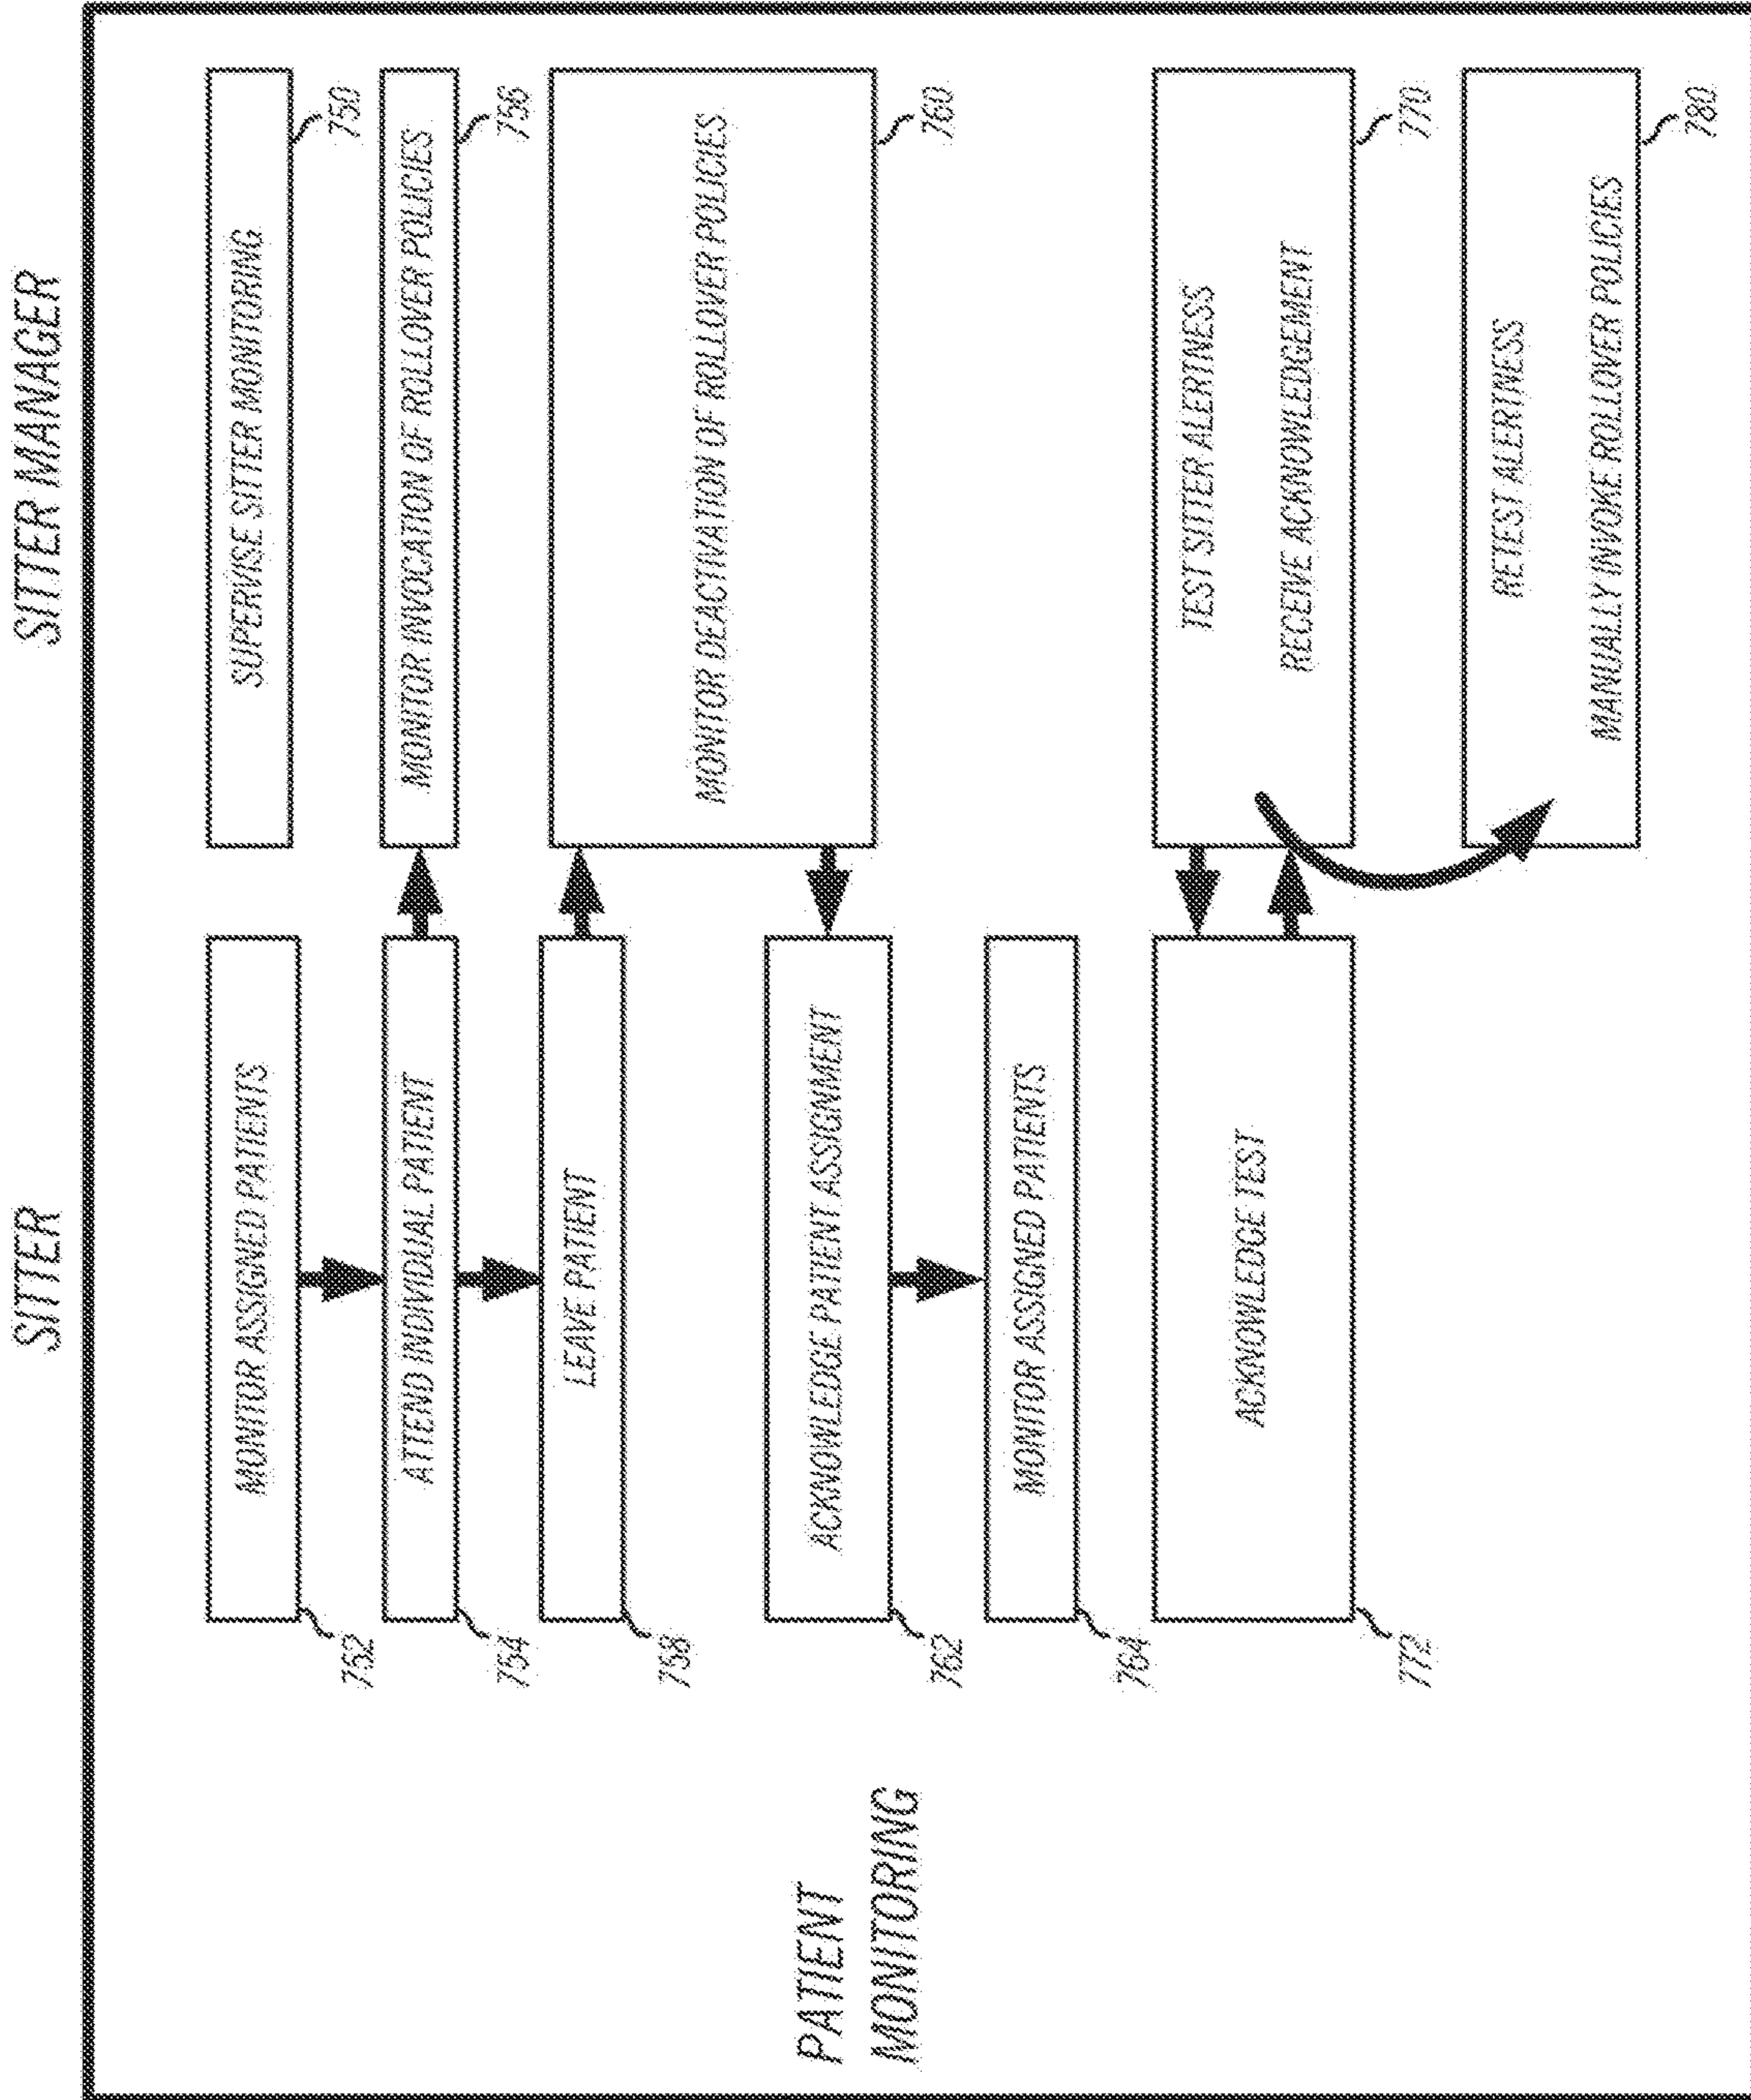 SITTER
SITTER MANAGER
PATIENT
MONITORING
MONITOR ASSIGNED PATIENTS
752
SUPERVISE SITTER MONITORING
750
ATTEND INDIVIDUAL PATIENT
754
MONITOR INVOCATION OF ROLLOVER POLICIES
756
LEAVE PATIENT
758
MONITOR DEACTIVATION OF ROLLOVER POLICIES
760
ACKNOWLEDGE PATIENT ASSIGNMENT
762
MONITOR ASSIGNED PATIENTS
764
ACKNOWLEDGE TEST
772
TEST SITTER ALERTNESS
RECEIVE ACKNOWLEDGEMENT
770
RETEST ALERTNESS
MANUALLY INVOKE ROLLOVER POLICIES
780